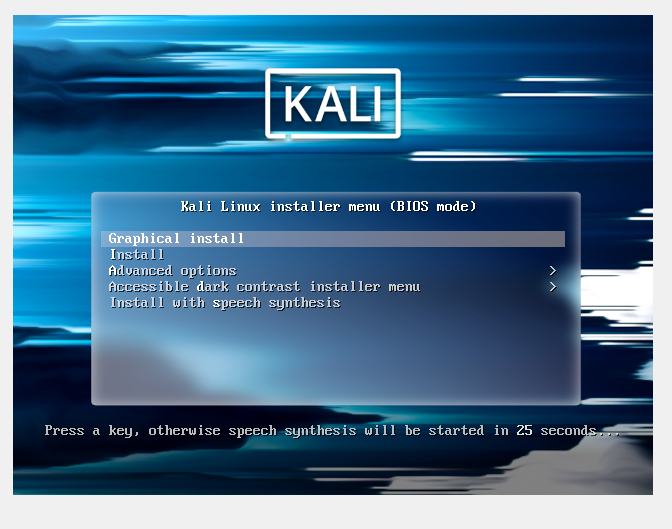 KALI
Kali Linux installer menu (BIOS mode)
Graphical install
Install
Advanced options >
Accessible dark contrast installer menu >
Install with speech synthesis
Press a key, otherwise speech synthesis will be started in 25 seconds...